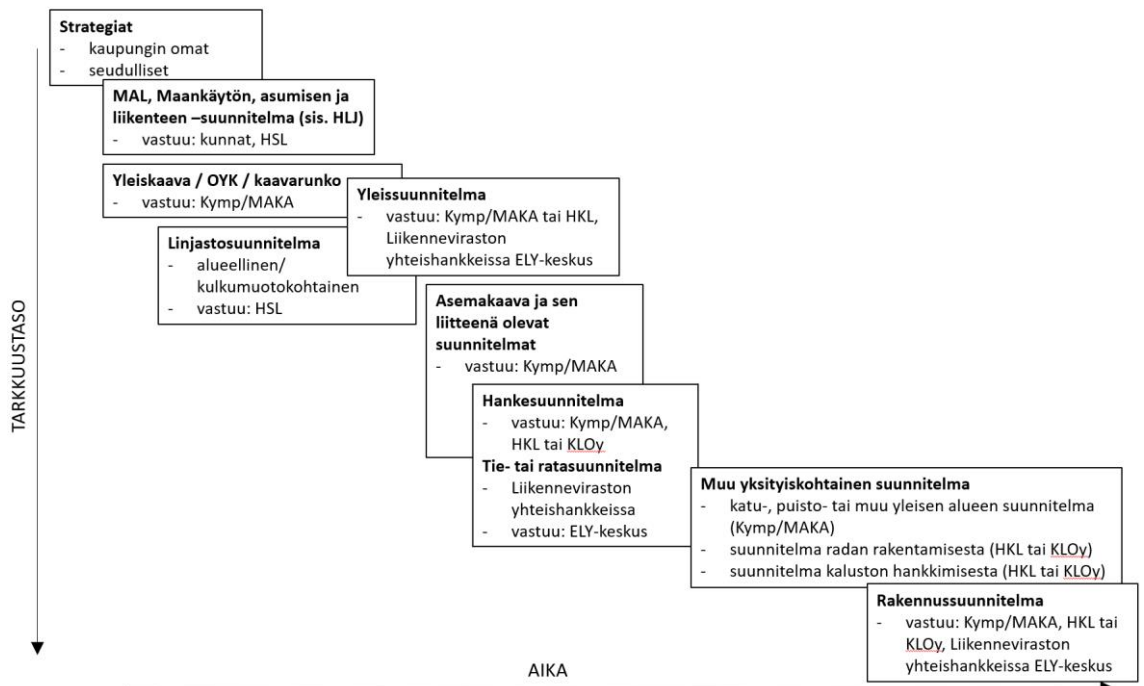 Strategiat
- kaupungin omat
- seudulliset
MAL, Maankäytön, asumisen ja
liikenteen –suunnitelma (sis. HLJ)
- vastuu: kunnat, HSL
Yleiskaava / OYK / kaavarunko
- vastuu: Kymp/MAKA
Yleissuunnitelma
- vastuu: Kymp/MAKA tai HKL,
Liikenneviraston
yhteishankkeissa ELY-keskus
Linjastosuunnitelma
- alueellinen/
kulkumuotokohtainen
- vastuu: HSL
Asemakaava ja sen
liitteenä olevat
suunnitelmat
- vastuu: Kymp/MAKA
Hankesuunnitelma
- vastuu: Kymp/MAKA,
HKL tai KLOy
Tie- tai ratasuunnitelma
- Liikenneviraston
yhteishankkeissa
- vastuu: ELY-keskus
Muu yksityiskohtainen suunnitelma
- katu-, puisto- tai muu yleisen alueen suunnitelma
(Kymp/MAKA)
- suunnitelma radan rakentamisesta (HKL tai KLOy)
- suunnitelma kaluston hankkimisesta (HKL tai KLOy)
Rakennussuunnitelma
- vastuu: Kymp/MAKA, HKL tai
KLOy, Liikenneviraston
yhteishankkeissa ELY-keskus
TARKKUUSTASO
AIKA